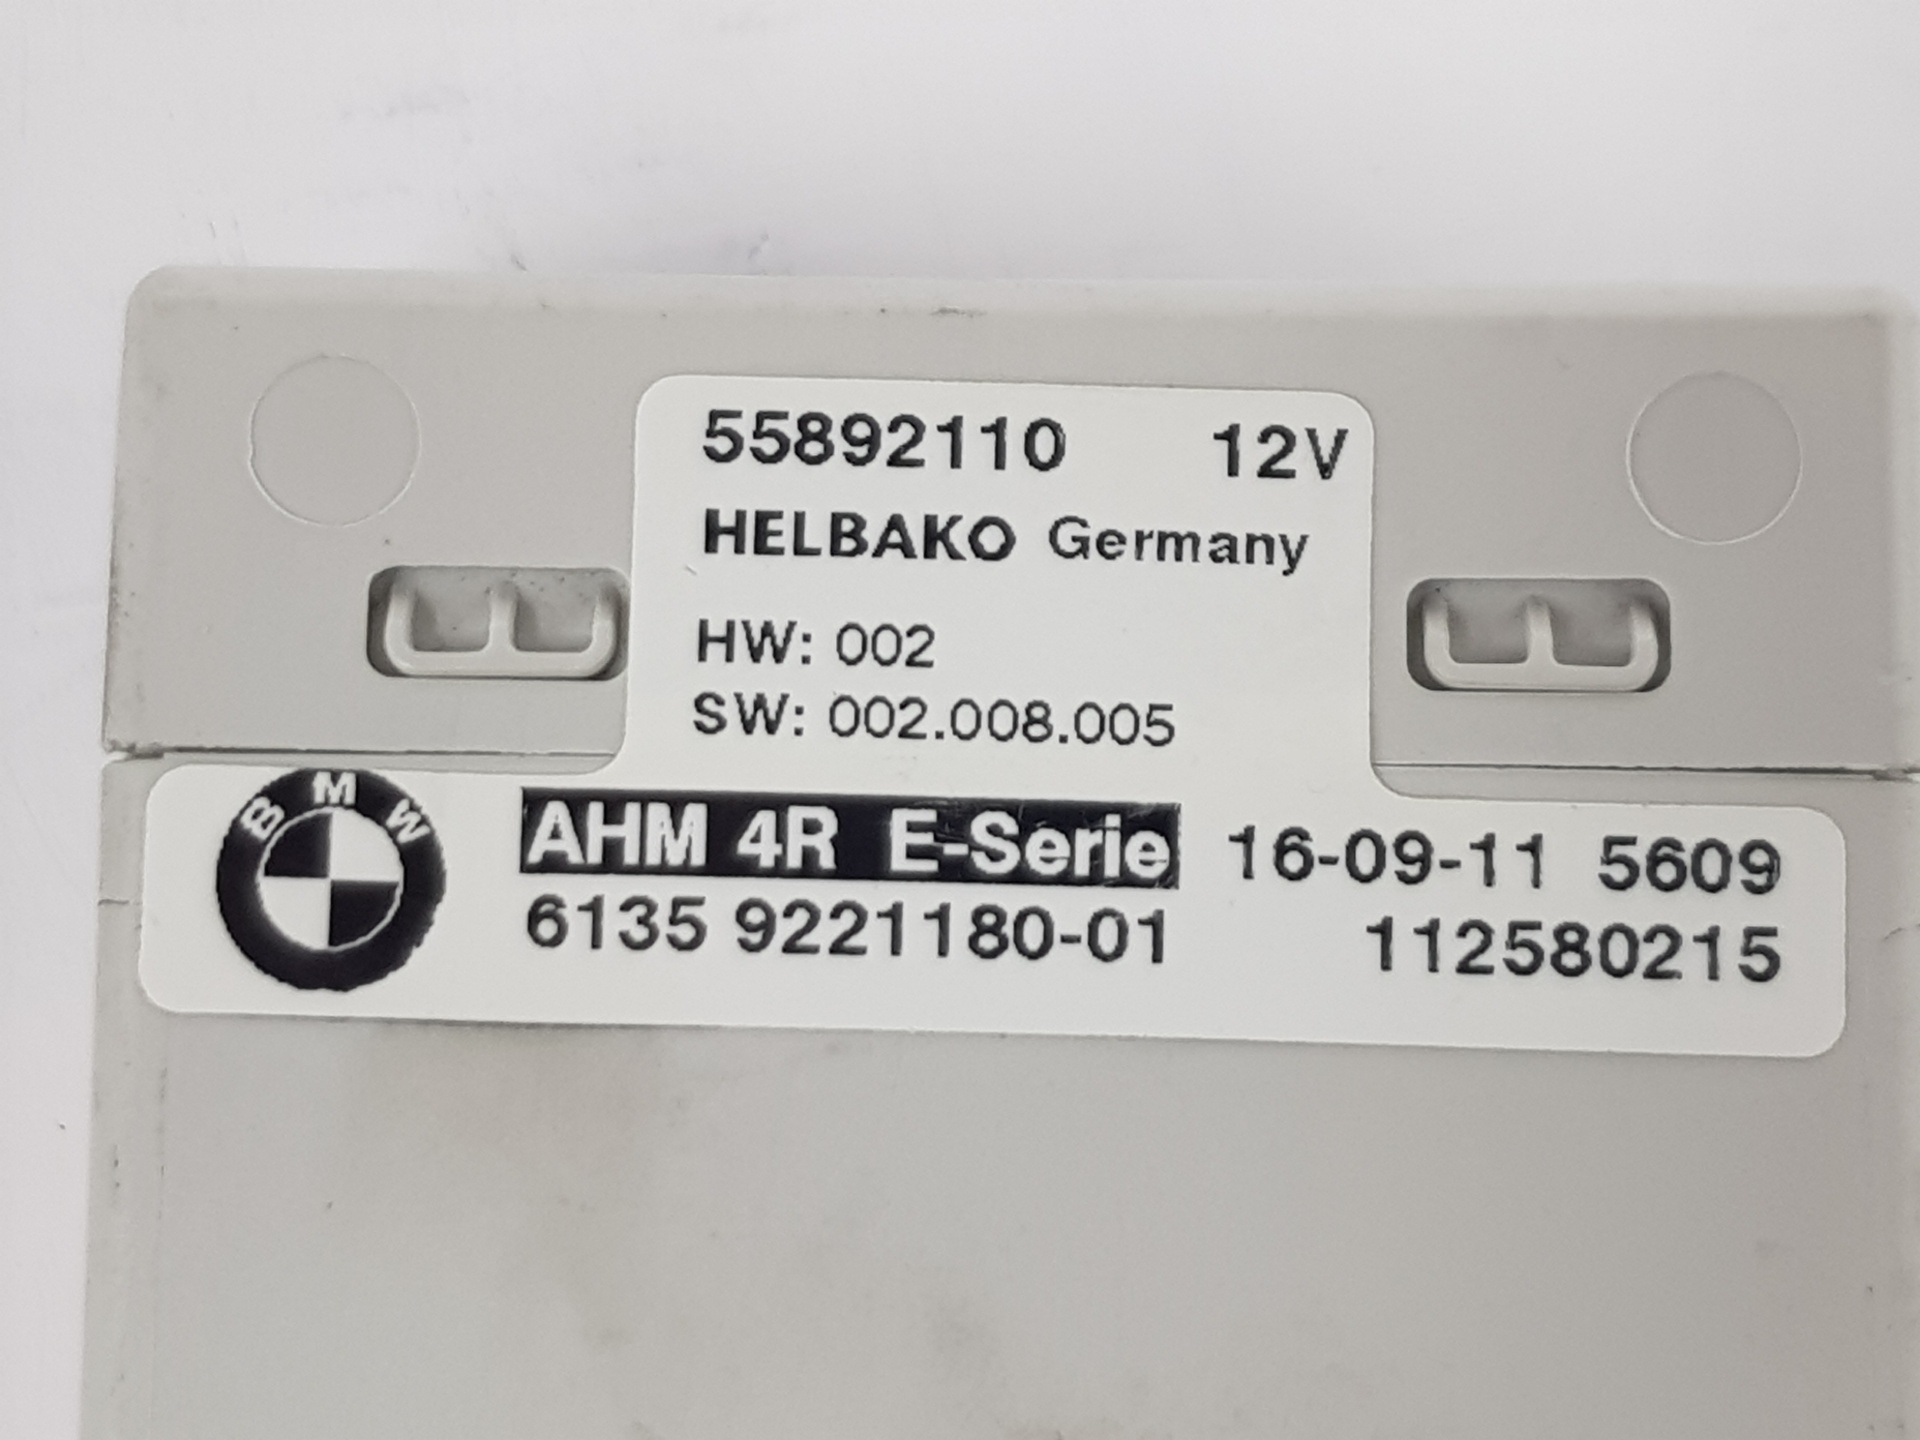 55892110 12V
HELBAKO Germany
HW: 002
SW: 002.008.005
BMW
AHM 4R E-Serie 16-09-11 5609
6135 9221180-01 112580215